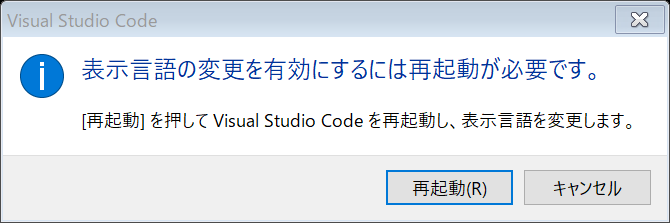 Visual Studio Code
表示言語の変更を有効にするには再起動が必要です。
[再起動] を押して Visual Studio Code を再起動し、表示言語を変更します。
再起動(R)
キャンセル